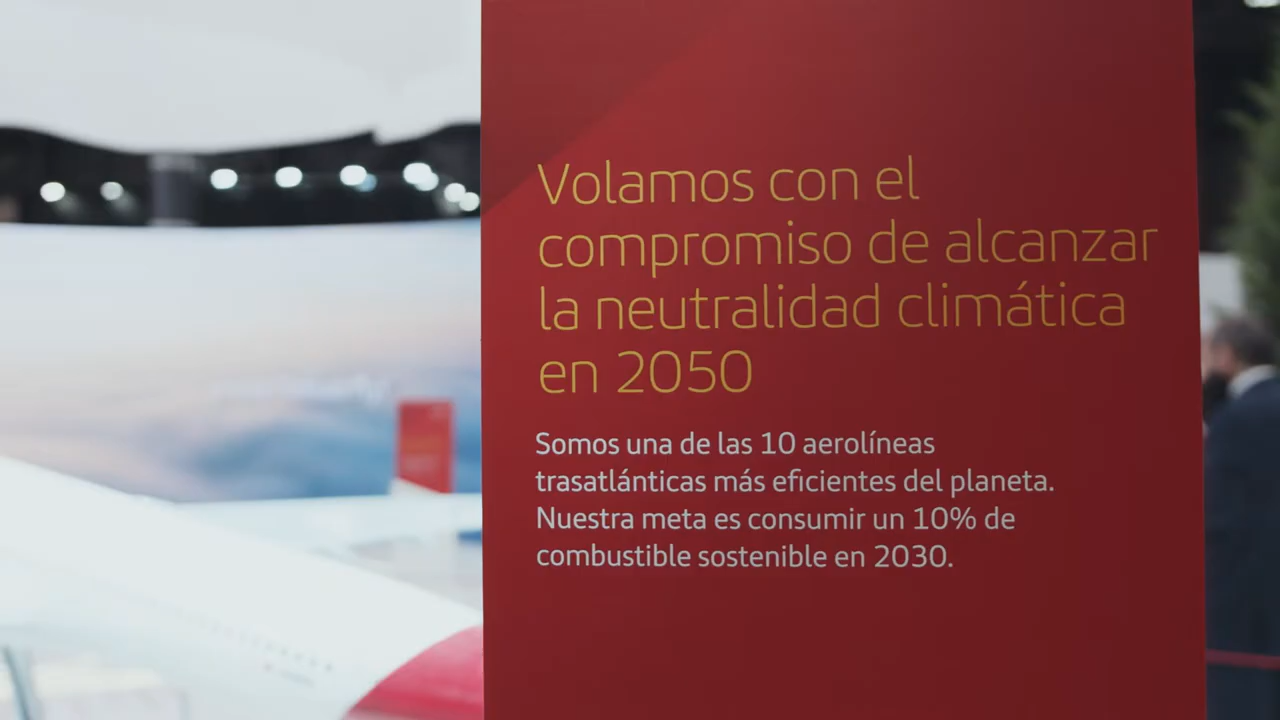 Volamos con el
compromiso de alcanzar
la neutralidad climática
en 2050
Somos una de las 10 aerolíneas
trasatlánticas más eficientes del planeta.
Nuestra meta es consumir un 10% de
combustible sostenible en 2030.